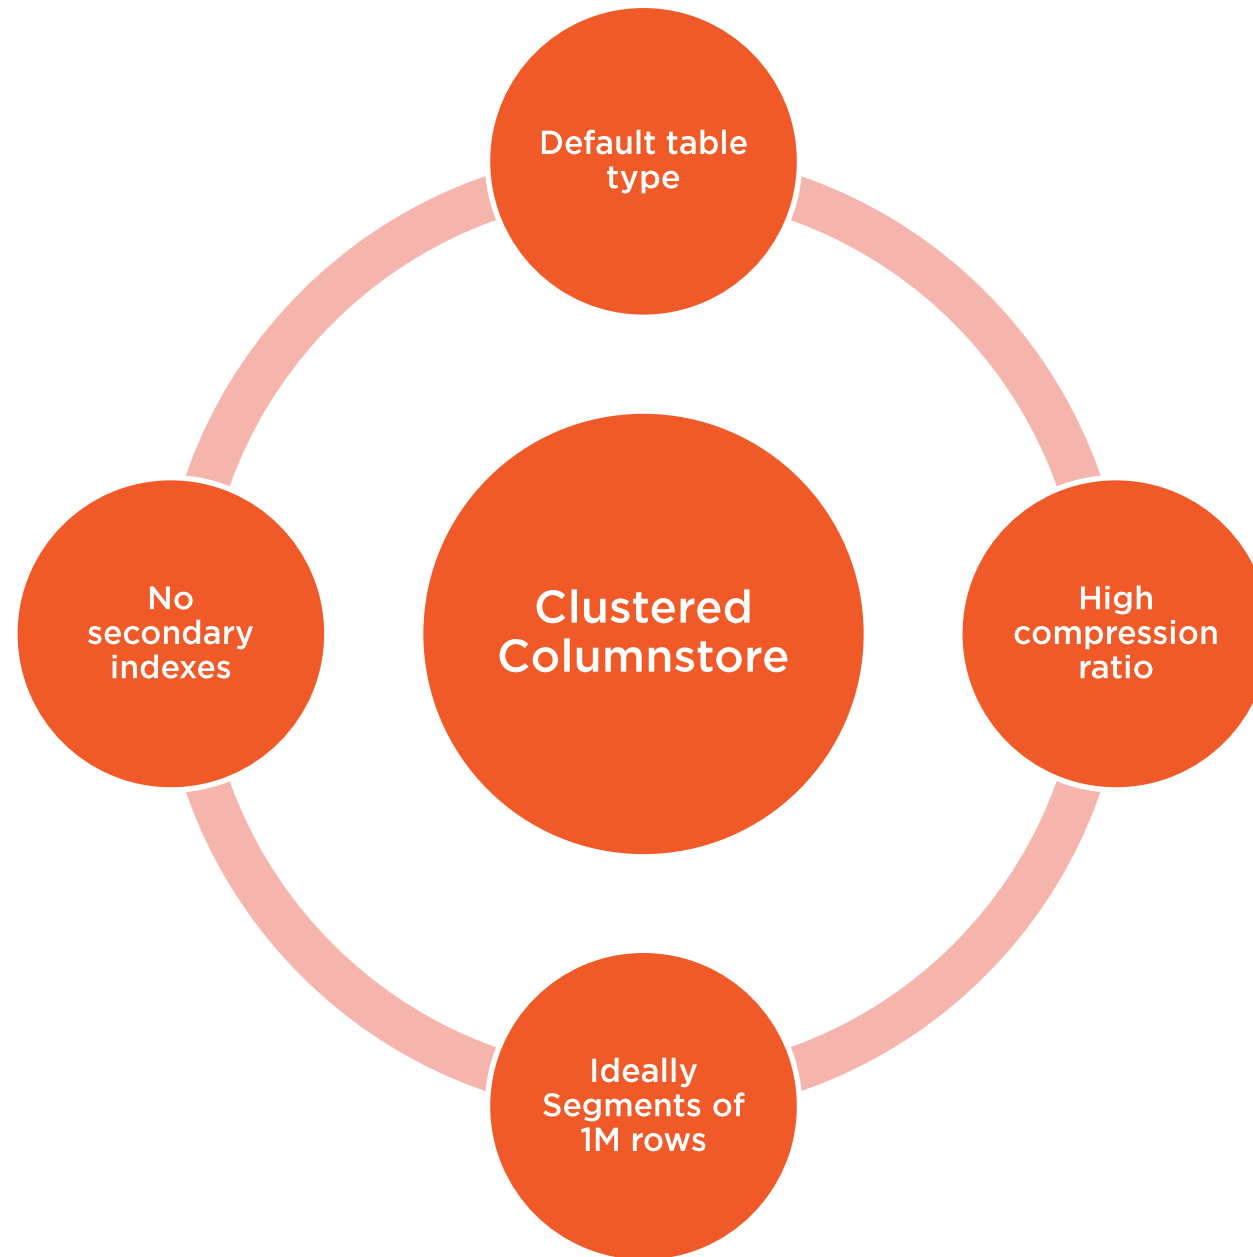 Default table
type
No
secondary
indexes
Clustered
Columnstore
High
compression
ratio
Ideally
Segments of
1M rows